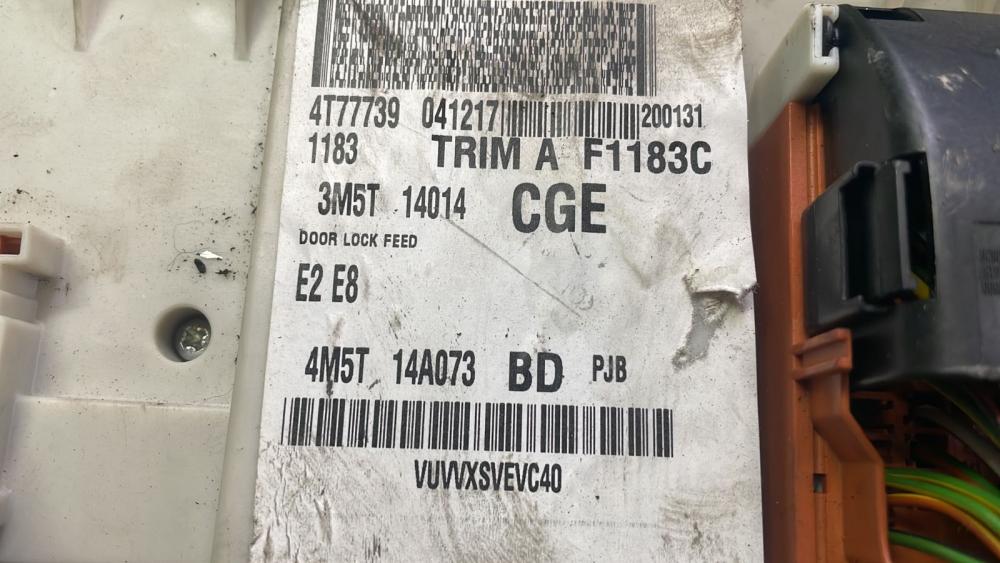 4T77739 041217 200131
1183 TRIM A F1183C
3M5T 14014 CGE
DOOR LOCK FEED
E2 E8
4M5T 14A073 BD PJB
VUVVXSVEVC40